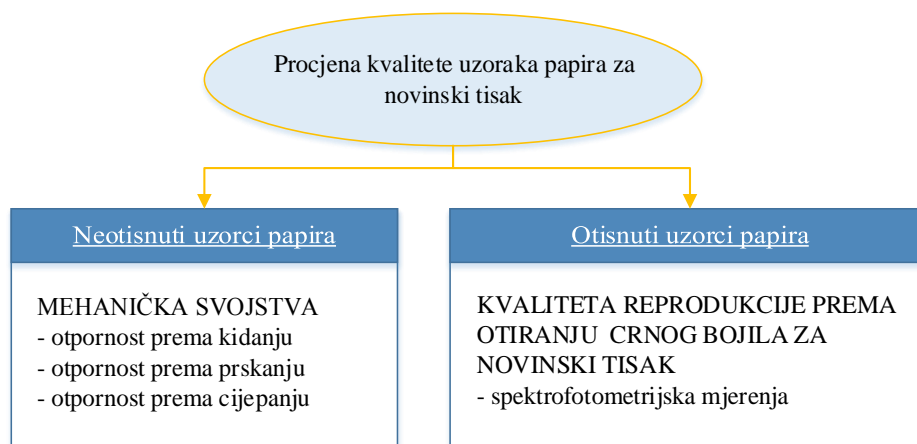 Procjena kvalitete uzoraka papira za
novinski tisak
Neotisnuti uzorci papira
MEHANIČKA SVOJSTVA
- otpornost prema kidanju
- otpornost prema prskanju
- otpornost prema cijepanju
Otisnuti uzorci papira
KVALITETA REPRODUKCIJE PREMA
OTIRANJU CRNOG BOJILA ZA
NOVINSKI TISAK
- spektrofotometrijska mjerenja